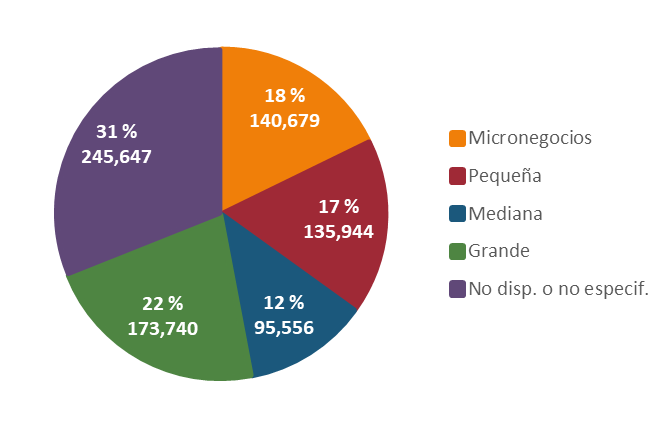 18 %
140,679
17 %
135,944
12 %
95,556
22 %
173,740
31 %
245,647
Micronegocios
Pequeña
Mediana
Grande
No disp. o no especif.